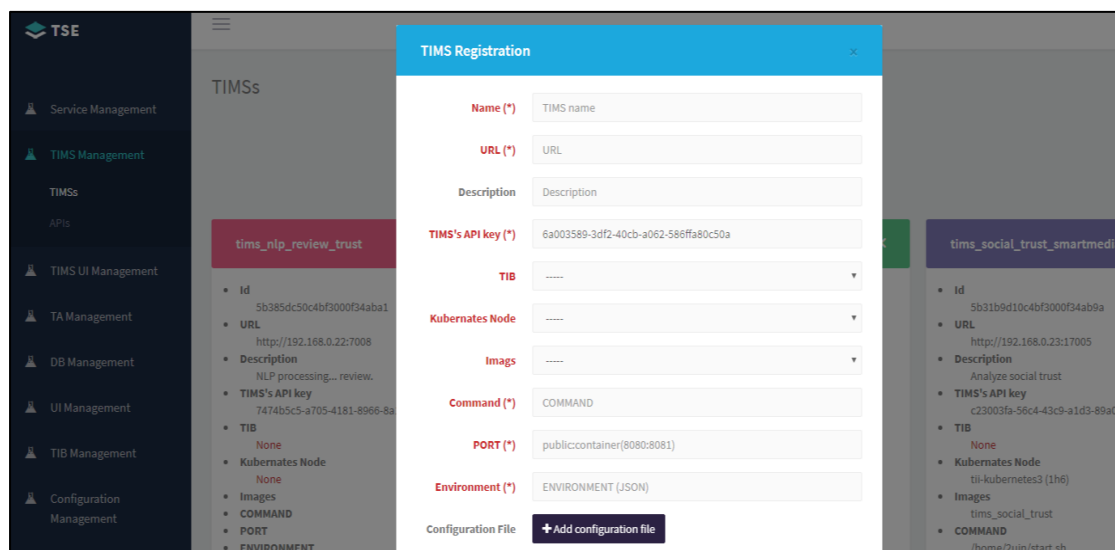 TSE
Service Management
TIMS Management
TIMSs
APIs
TIMS UI Management
TA Management
DB Management
UI Management
TIB Management
Configuration
Management
TIMSs
tims_nlp_review_trust
Id
5b385dc50c4bf3000f34aba1
URL
http://192.168.0.22:7008
Description
NLP processing... review.
TIMS's API key
7474b5c5-a705-4181-8966-8a
TIB
None
Kubernates Node
None
Images
COMMAND
PORT
ENVIRONMENT
TIMS Registration
×
Name (*)
TIMS name
URL (*)
URL
Description
Description
TIMS's API key (*)
6a003589-3df2-40cb-a062-586ffa80c50a
TIB
-----
Kubernates Node
-----
Imags
-----
Command (*)
COMMAND
PORT (*)
public:container(8080:8081)
Environment (*)
ENVIRONMENT (JSON)
Configuration File
+ Add configuration file
tims_social_trust_smartmedi
Id
5b31b9d10c4bf3000f34ab9a
URL
http://192.168.0.23:17005
Description
Analyze social trust
TIMS's API key
c23003fa-56c4-43c9-a1d3-89a0
TIB
None
Kubernates Node
tii-kubernetes3 (1h6)
Images
tims_social_trust
COMMAND
/home/2uin/start.sh